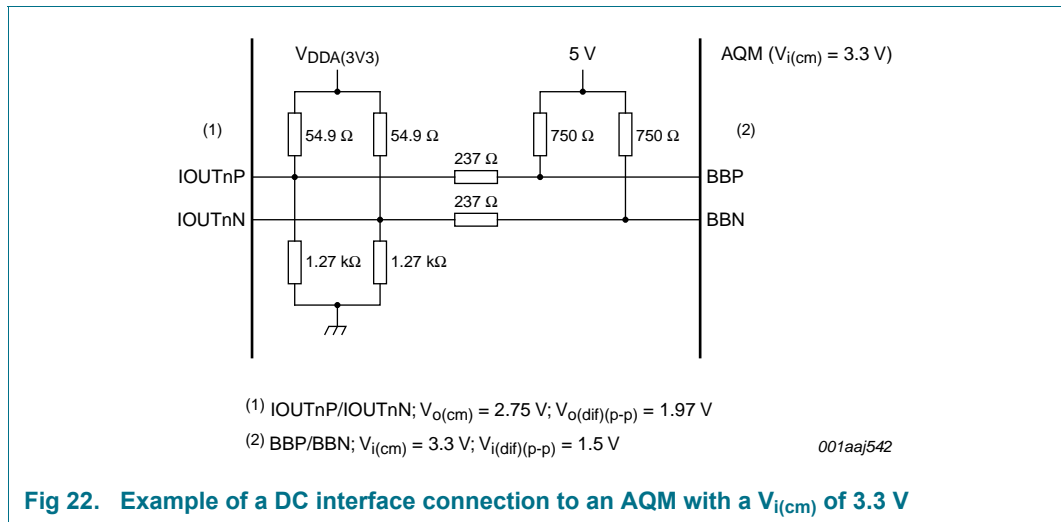 VDDA(3V3)
5 V
AQM (Vi(cm) = 3.3 V)
(1)
54.9 Ω
54.9 Ω
750 Ω
750 Ω
(2)
237 Ω
IOUTnP
BBP
237 Ω
IOUTnN
BBN
1.27 kΩ
1.27 kΩ
(1) IOUTnP/IOUTnN; Vo(cm) = 2.75 V; Vo(dif)(p-p) = 1.97 V
(2) BBP/BBN; Vi(cm) = 3.3 V; Vi(dif)(p-p) = 1.5 V
001aaj542
Fig 22. Example of a DC interface connection to an AQM with a Vi(cm) of 3.3 V